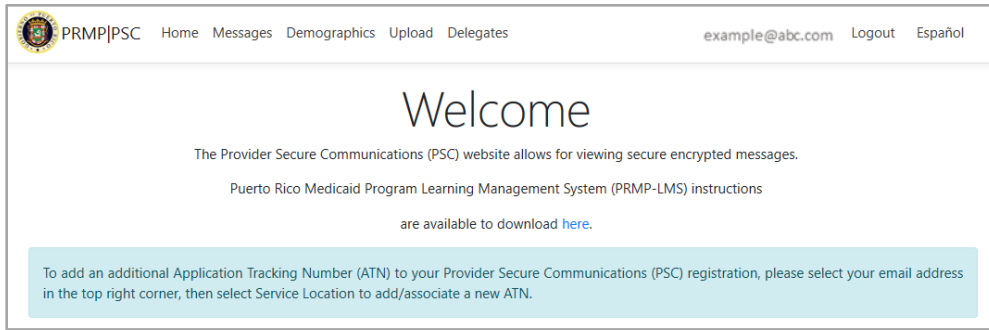 PRMP|PSC Home Messages Demographics Upload Delegates example@abc.com Logout Español
Welcome
The Provider Secure Communications (PSC) website allows for viewing secure encrypted messages.
Puerto Rico Medicaid Program Learning Management System (PRMP-LMS) instructions
are available to download here.
To add an additional Application Tracking Number (ATN) to your Provider Secure Communications (PSC) registration, please select your email address
in the top right corner, then select Service Location to add/associate a new ATN.